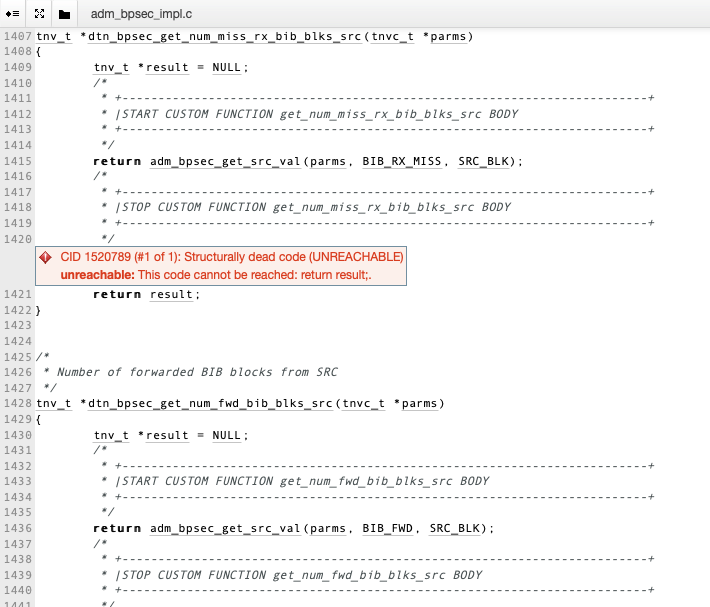 adm_bpsec_impl.c
1407 tnv_t *dtn_bpsec_get_num_miss_rx_bib_blks_src(tnvc_t *parms)
1408 {
1409 tnv_t *result = NULL;
1410 /*
1411 * +-------------------------------------------------------------------------+
1412 * |START CUSTOM FUNCTION get_num_miss_rx_bib_blks_src BODY
1413 * +-------------------------------------------------------------------------+
1414 */
1415 return adm_bpsec_get_src_val(parms, BIB_RX_MISS, SRC_BLK);
1416 /*
1417 * +-------------------------------------------------------------------------+
1418 * |STOP CUSTOM FUNCTION get_num_miss_rx_bib_blks_src BODY
1419 * +-------------------------------------------------------------------------+
1420 */
CID 1520789 (#1 of 1): Structurally dead code (UNREACHABLE)
unreachable: This code cannot be reached: return result;.
1421 return result;
1422 }
1423
1424
1425 /*
1426 * Number of forwarded BIB blocks from SRC
1427 */
1428 tnv_t *dtn_bpsec_get_num_fwd_bib_blks_src(tnvc_t *parms)
1429 {
1430 tnv_t *result = NULL;
1431 /*
1432 * +-------------------------------------------------------------------------+
1433 * |START CUSTOM FUNCTION get_num_fwd_bib_blks_src BODY
1434 * +-------------------------------------------------------------------------+
1435 */
1436 return adm_bpsec_get_src_val(parms, BIB_FWD, SRC_BLK);
1437 /*
1438 * +-------------------------------------------------------------------------+
1439 * |STOP CUSTOM FUNCTION get_num_fwd_bib_blks_src BODY
1440 * +-------------------------------------------------------------------------+
1441 */